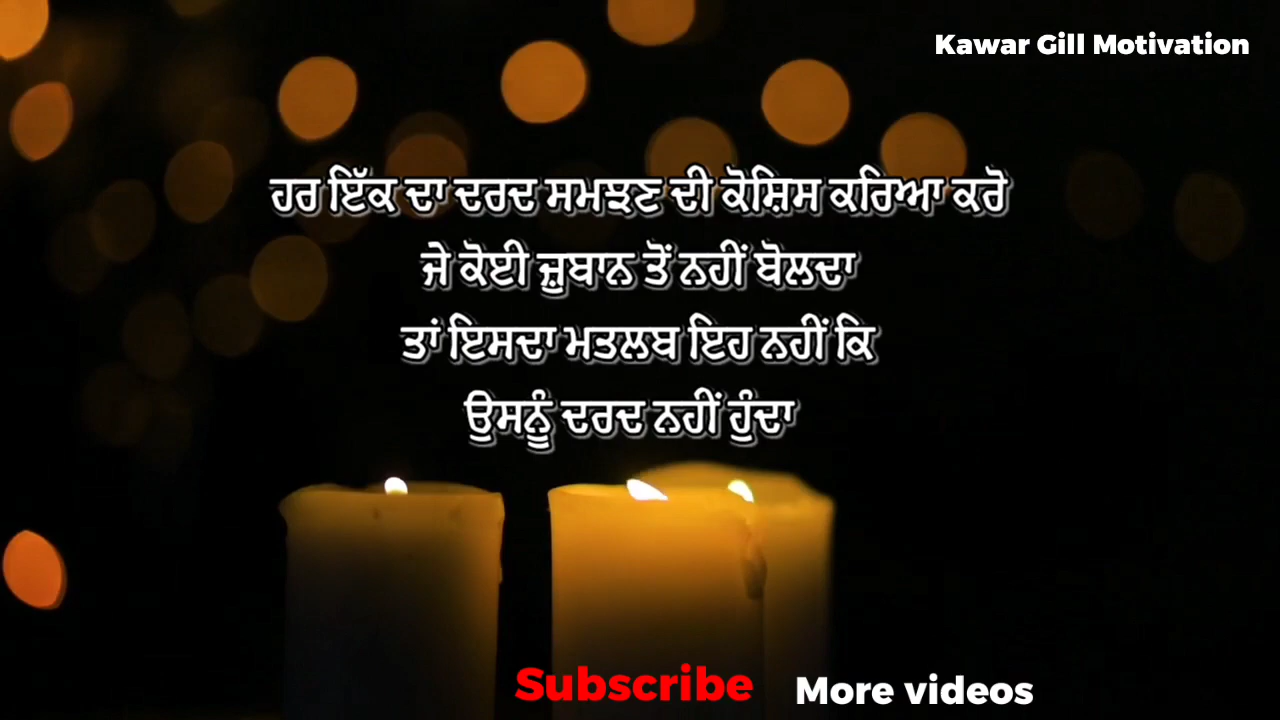 Kawar Gill Motivation
ਹਰ ਇੱਕ ਦਾ ਦਰਦ ਸਮਝਣ ਦੀ ਕੋਸ਼ਿਸ ਕਰਿਆ ਕਰੋ
ਜੇ ਕੋਈ ਜ਼ੁਬਾਨ ਤੋਂ ਨਹੀਂ ਬੋਲਦਾ
ਤਾਂ ਇਸਦਾ ਮਤਲਬ ਇਹ ਨਹੀਂ ਕਿ
ਉਸਨੂੰ ਦਰਦ ਨਹੀਂ ਹੁੰਦਾ
Subscribe More videos